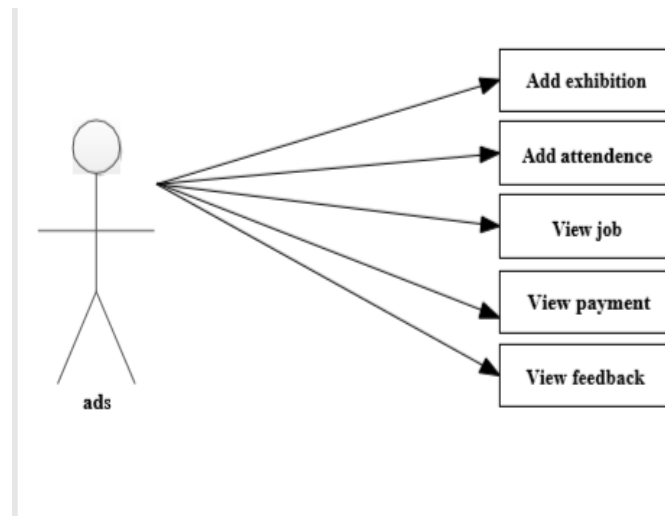 Add exhibition
Add attendence
View job
View payment
View feedback
ads